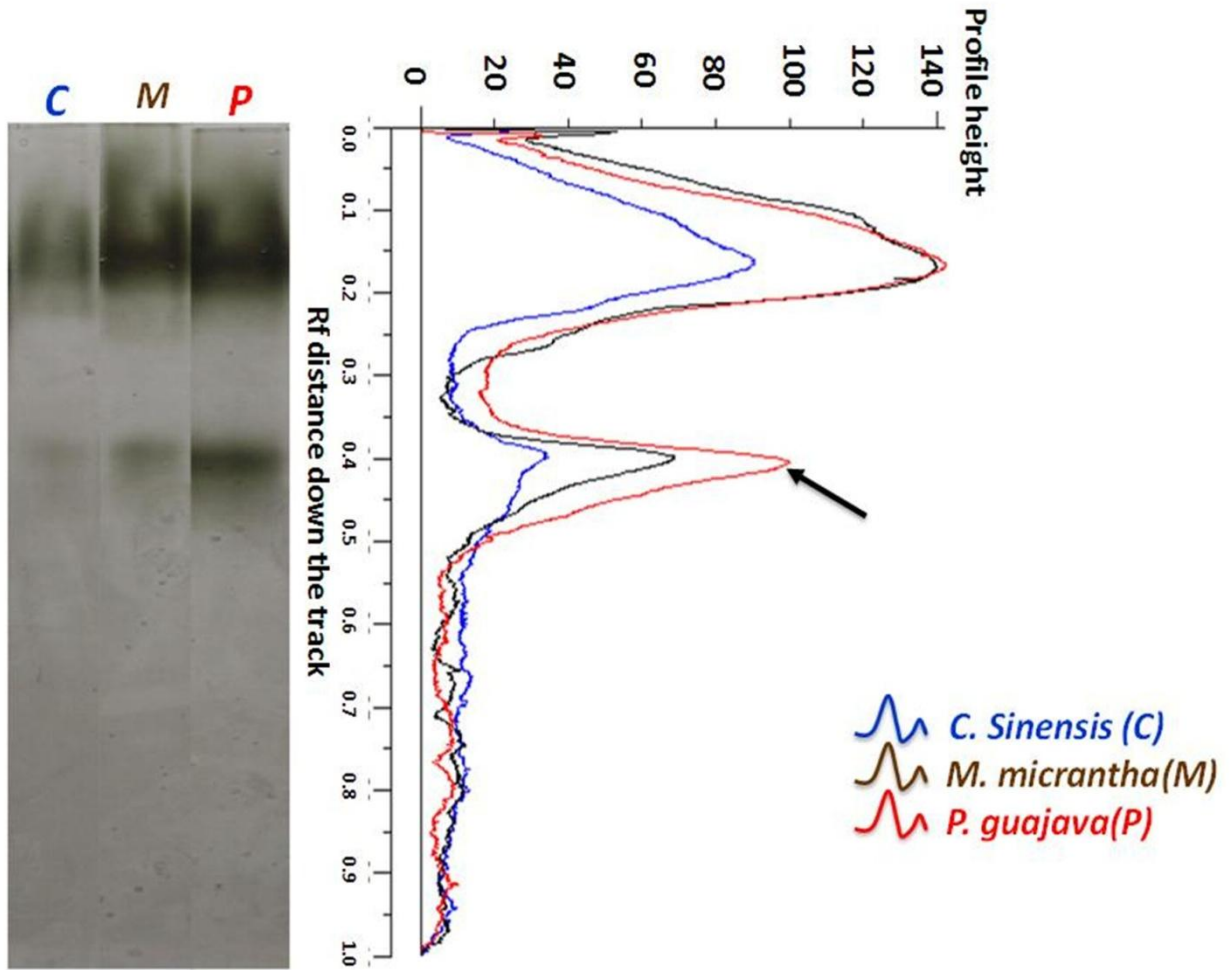 C M P
Profile height
0 20 40 60 80 100 120 140
Rf distance down the track
0.0 0.1 0.2 0.3 0.4 0.5 0.6 0.7 0.8 0.9 1.0
C. Sinensis (C)
M. micrantha(M)
P. guajava(P)